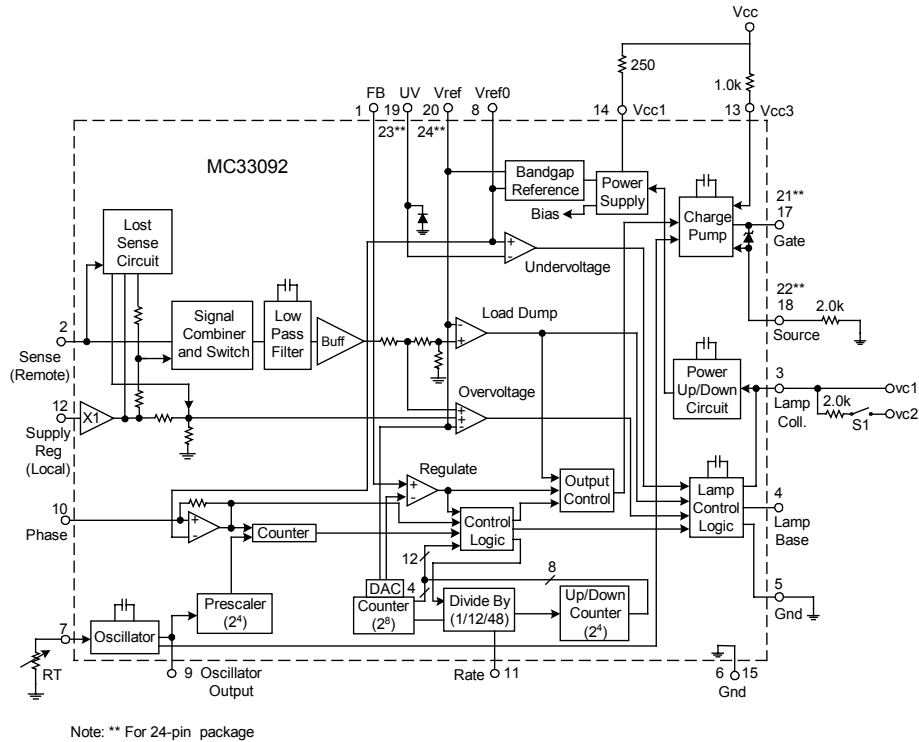 Vcc
250
1.0k
FB UV Vref Vref0
1 19 20 8 14 Vcc1 13 Vcc3
23** 24**
MC33092
Bandgap
Reference
Power
Supply
Bias
Charge
Pump
21**
17
Gate
Lost
Sense
Circuit
Undervoltage
22**
18
Source
2.0k
2
Sense
(Remote)
Signal
Combiner
and Switch
Low
Pass
Filter
Buff
Load Dump
Power
Up/Down
Circuit
3
Lamp
Coll.
vc1
2.0k
S1
vc2
12
Supply
Reg
(Local)
X1
Overvoltage
Regulate
Output
Control
Lamp
Control
Logic
4
Lamp
Base
10
Phase
Counter
Control
Logic
12
8
5
Gnd
DAC
4
Counter
(2⁸)
Divide By
(1/12/48)
Up/Down
Counter
(2⁴)
Prescaler
(2⁴)
7
Oscillator
RT
9 Oscillator
Output
Rate 11
6 15
Gnd
Note: ** For 24-pin package